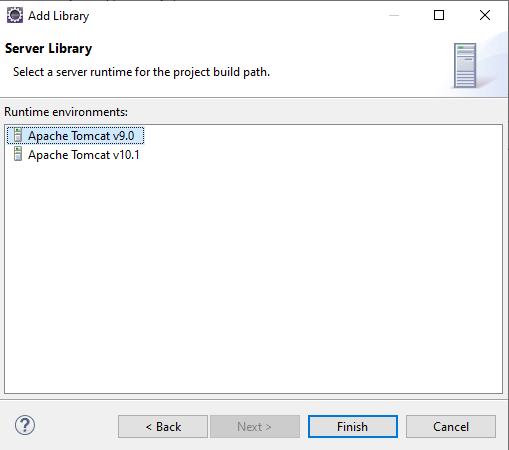 Add Library
Server Library
Select a server runtime for the project build path.
Runtime environments:
Apache Tomcat v9.0
Apache Tomcat v10.1
?
< Back
Next >
Finish
Cancel